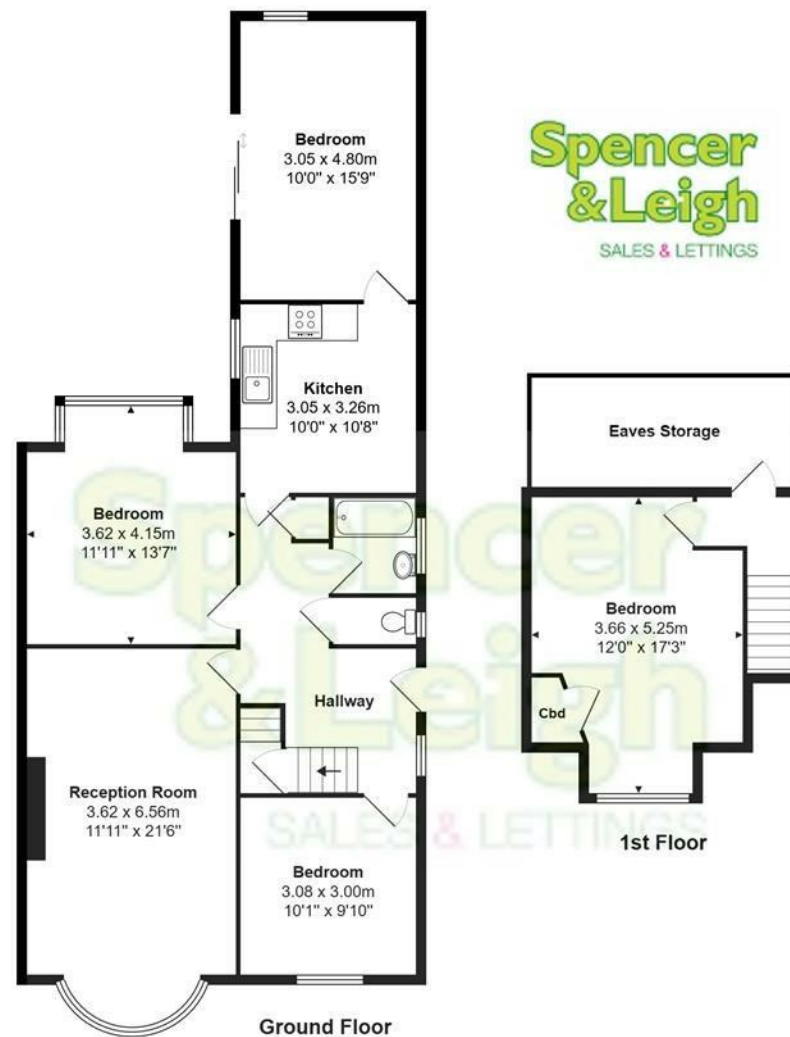 Bedroom
3.05 x 4.80m
10'0" x 15'9"
Spencer
&Leigh
SALES & LETTINGS
Kitchen
3.05 x 3.26m
10'0" x 10'8"
Eaves Storage
Bedroom
3.62 x 4.15m
11'11" x 13'7"
Bedroom
3.66 x 5.25m
12'0" x 17'3"
Cbd
Hallway
Reception Room
3.62 x 6.56m
11'11" x 21'6"
Bedroom
3.08 x 3.00m
10'1" x 9'10"
1st Floor
Ground Floor
Spencer
& Leigh
SALES & LETTINGS